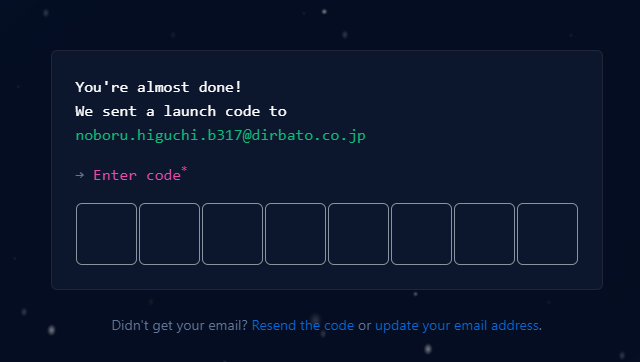 You're almost done!
We sent a launch code to
noboru.higuchi.b317@dirbato.co.jp
→ Enter code*
Didn't get your email? Resend the code or update your email address.